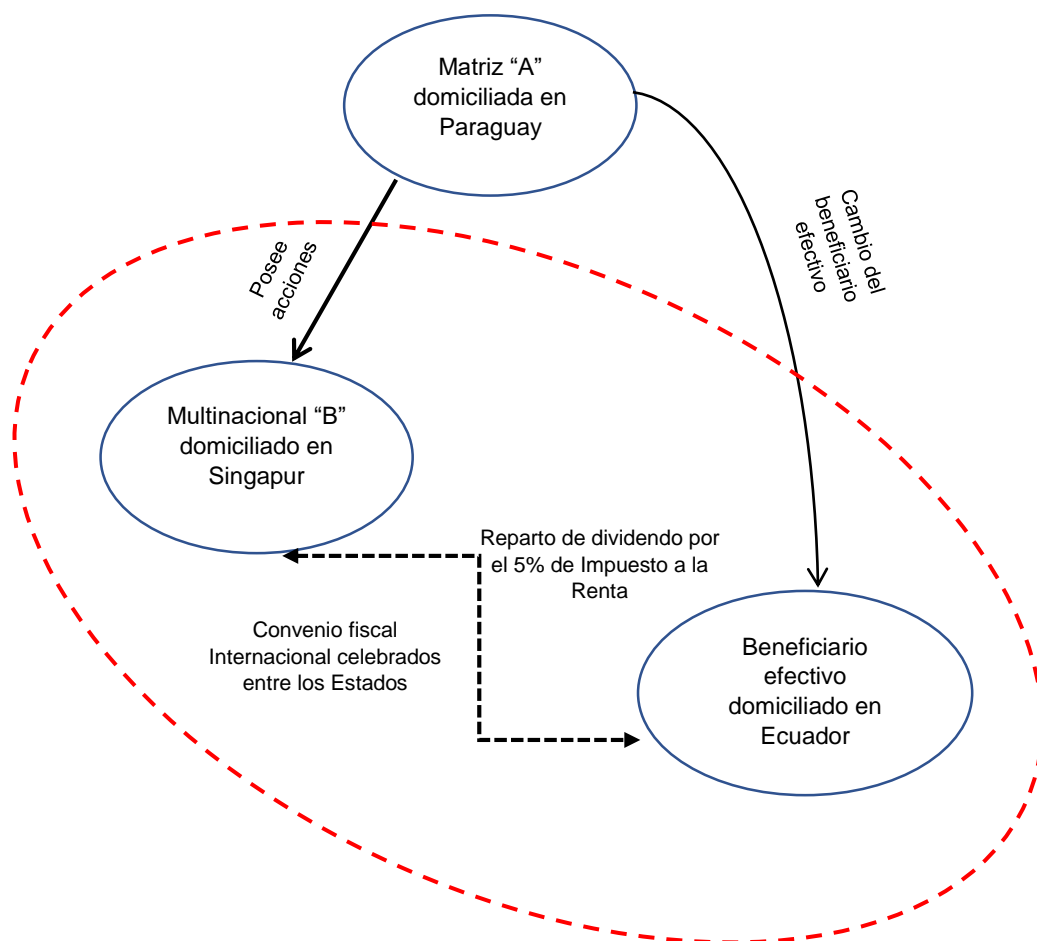 Matriz “A”
domiciliada en
Paraguay
Cambio del
beneficiario
efectivo
Posee
acciones
Multinacional “B”
domiciliado en
Singapur
Reparto de dividendo por
el 5% de Impuesto a la
Renta
Convenio fiscal
Internacional celebrados
entre los Estados
Beneficiario
efectivo
domiciliado en
Ecuador